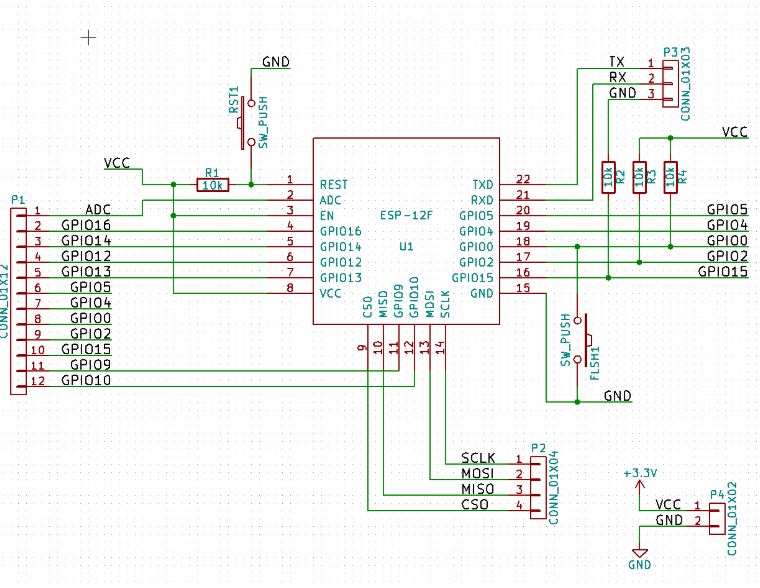 GND
RST1
SW_PUSH
VCC
R1
10k
P1
CONN_01X12
1 ADC
2 GPIO16
3 GPIO14
4 GPIO12
5 GPIO13
6 GPIO5
7 GPIO4
8 GPIO0
9 GPIO2
10 GPIO15
11 GPIO9
12 GPIO10
ESP-12F
U1
1 REST
2 ADC
3 EN
4 GPIO16
5 GPIO14
6 GPIO12
7 GPIO13
8 VCC
CSO 9
MISO 10
GPIO9 11
GPIO10 12
MOSI 13
SCLK 14
TXD 22
RXD 21
GPIO5 20
GPIO4 19
GPIO0 18
GPIO2 17
GPIO15 16
GND 15
P3
CONN_01X03
TX 1
RX 2
GND 3
VCC
10k R2
10k R3
10k R4
GPIO5
GPIO4
GPIO0
GPIO2
GPIO15
SW_PUSH
FLSH1
GND
P2
CONN_01X04
SCLK 1
MOSI 2
MISO 3
CSO 4
+3.3V
P4
CONN_01X02
VCC 1
GND 2
GND